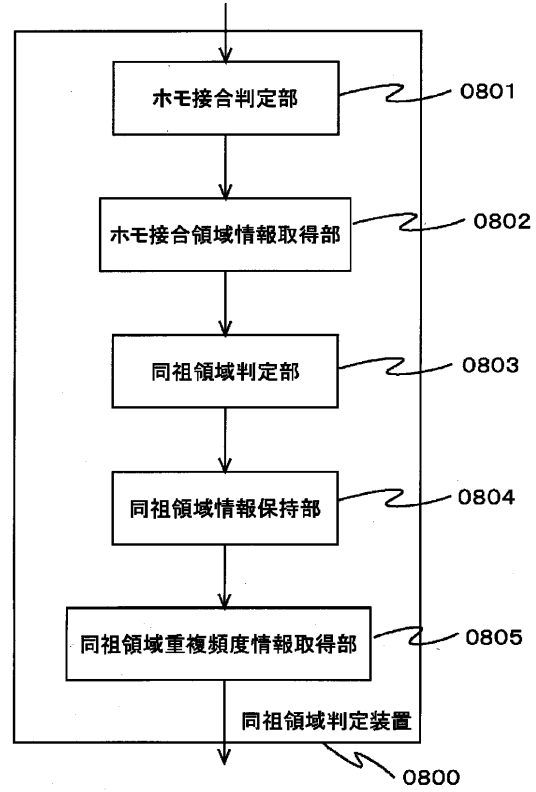 ホモ接合判定部
0801
ホモ接合領域情報取得部
0802
同祖領域判定部
0803
同祖領域情報保持部
0804
同祖領域重複頻度情報取得部
0805
同祖領域判定装置
0800